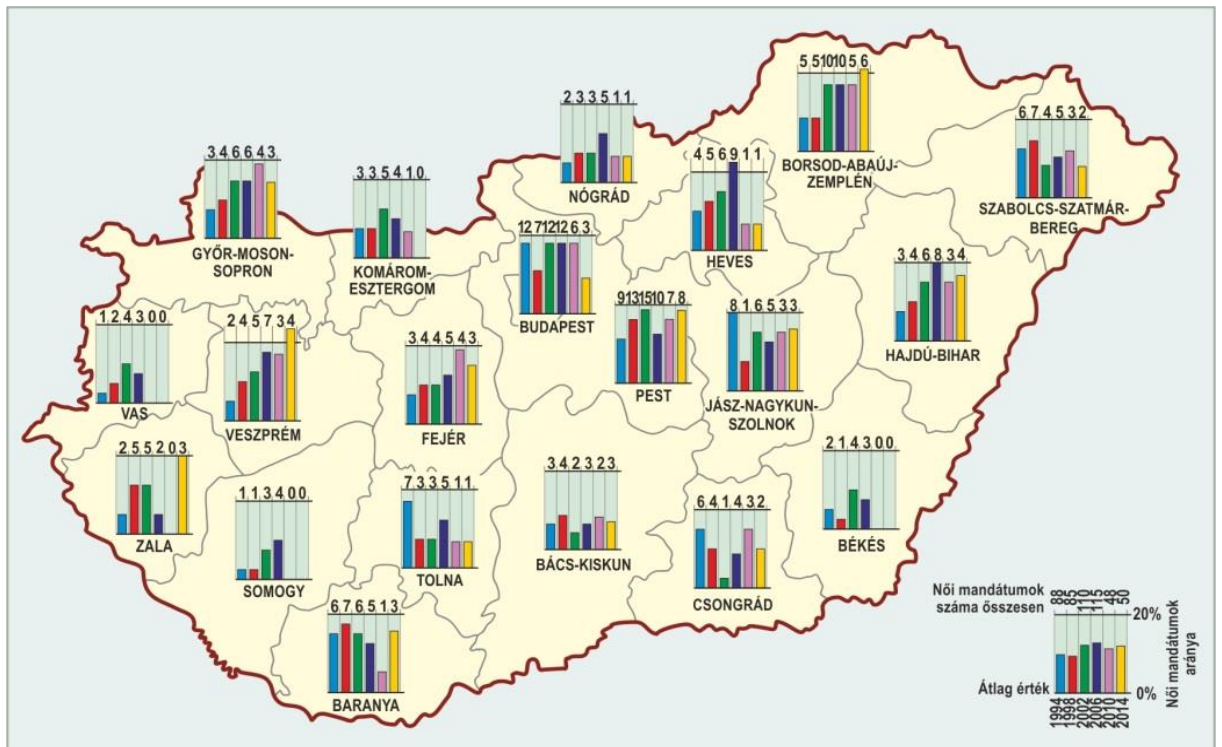 5 5 10 10 5 6
BORSOD-ABAÚJ-
ZEMPLÉN
2 3 3 5 1 1
NÓGRÁD
6 7 4 5 3 2
SZABOLCS-SZATMÁR-
BEREG
4 5 6 9 1 1
HEVES
3 4 6 6 4 3
GYŐR-MOSON-
SOPRON
3 3 5 4 1 0
KOMÁROM-
ESZTERGOM
12 7 12 12 6 3
BUDAPEST
3 4 6 8 3 4
HAJDÚ-BIHAR
9 13 15 10 7 8
PEST
8 1 6 5 3 3
JÁSZ-NAGYKUN-
SZOLNOK
1 2 4 3 0 0
VAS
2 4 5 7 3 4
VESZPRÉM
3 4 4 5 4 3
FEJÉR
2 5 5 2 0 3
ZALA
1 1 3 4 0 0
SOMOGY
7 3 3 5 1 1
TOLNA
3 4 2 3 2 3
BÁCS-KISKUN
6 4 1 4 3 2
CSONGRÁD
2 1 4 3 0 0
BÉKÉS
6 7 6 5 1 3
BARANYA
Női mandátumok
száma ősszesen
88
85
110
115
48
50
20%
0%
Átlag érték
Női mandátumok
aránya
1994
1998
2002
2006
2010
2014